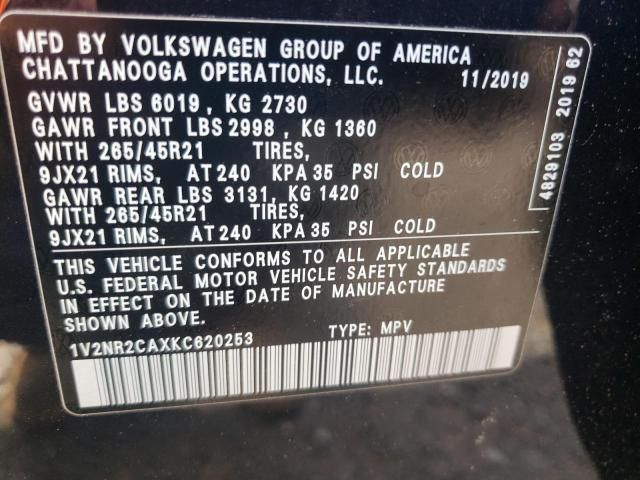 MFD BY VOLKSWAGEN GROUP OF AMERICA
CHATTANOOGA OPERATIONS, LLC. 11/2019
GVWR LBS 6019, KG 2730
GAWR FRONT LBS 2998, KG 1360
WITH 265/45R21 TIRES,
9JX21 RIMS, AT 240 KPA 35 PSI COLD
GAWR REAR LBS 3131, KG 1420
WITH 265/45R21 TIRES,
9JX21 RIMS, AT 240 KPA 35 PSI COLD
THIS VEHICLE CONFORMS TO ALL APPLICABLE
U.S. FEDERAL MOTOR VEHICLE SAFETY STANDARDS
IN EFFECT ON THE DATE OF MANUFACTURE
SHOWN ABOVE. TYPE: MPV
1V2NR2CAXKC620253
4829103 2019 62